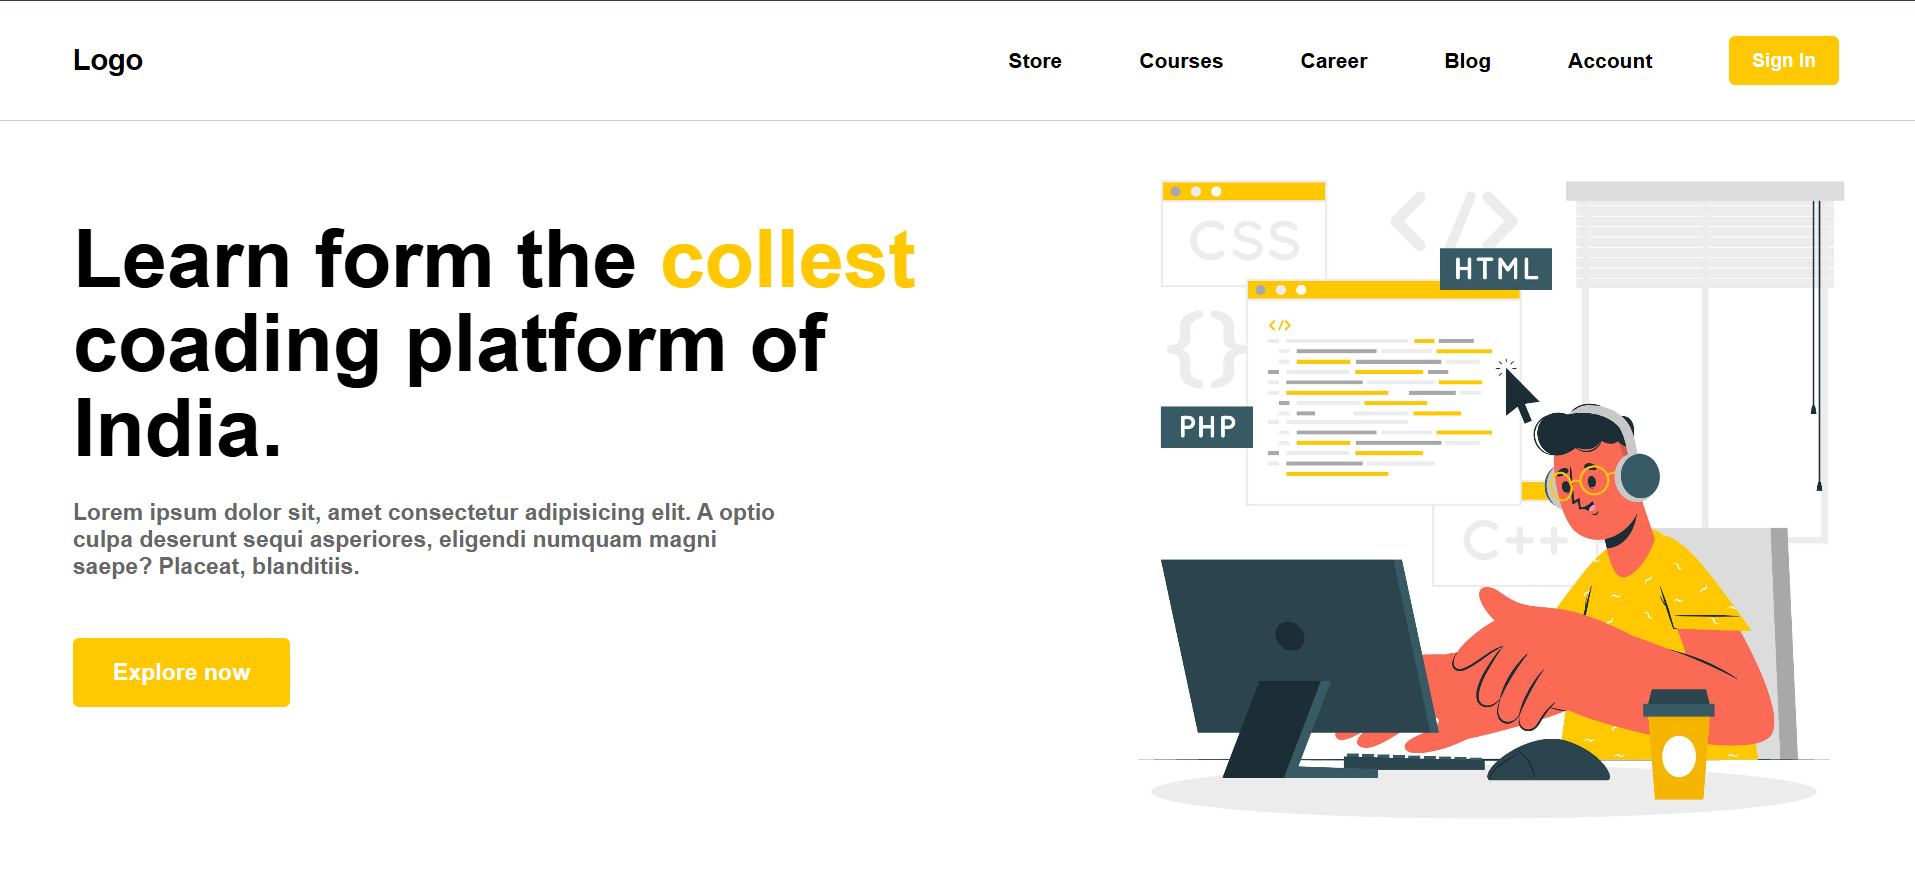 Logo
Store Courses Career Blog Account Sign In
Learn form the collest
coading platform of
India.
Lorem ipsum dolor sit, amet consectetur adipisicing elit. A optio
culpa deserunt sequi asperiores, eligendi numquam magni
saepe? Placeat, blanditiis.
Explore now
CSS
</>
HTML
{}
</>
PHP
C++